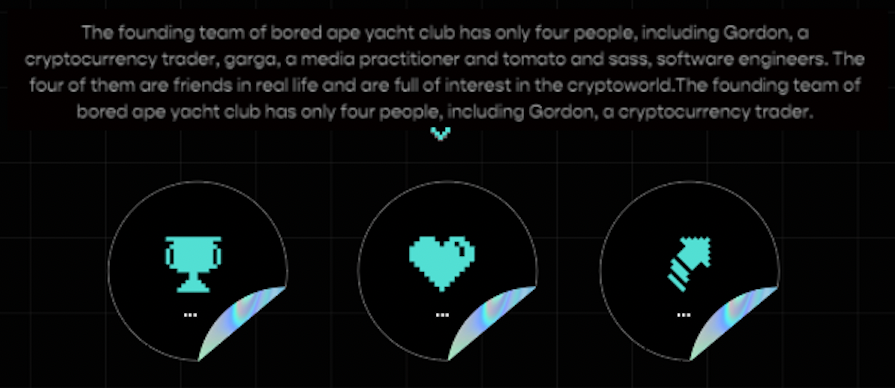 The founding team of bored ape yacht club has only four people, including Gordon, a
cryptocurrency trader, garga, a media practitioner and tomato and sass, software engineers. The
four of them are friends in real life and are full of interest in the cryptoworld.The founding team of
bored ape yacht club has only four people, including Gordon, a cryptocurrency trader.
... ... ...